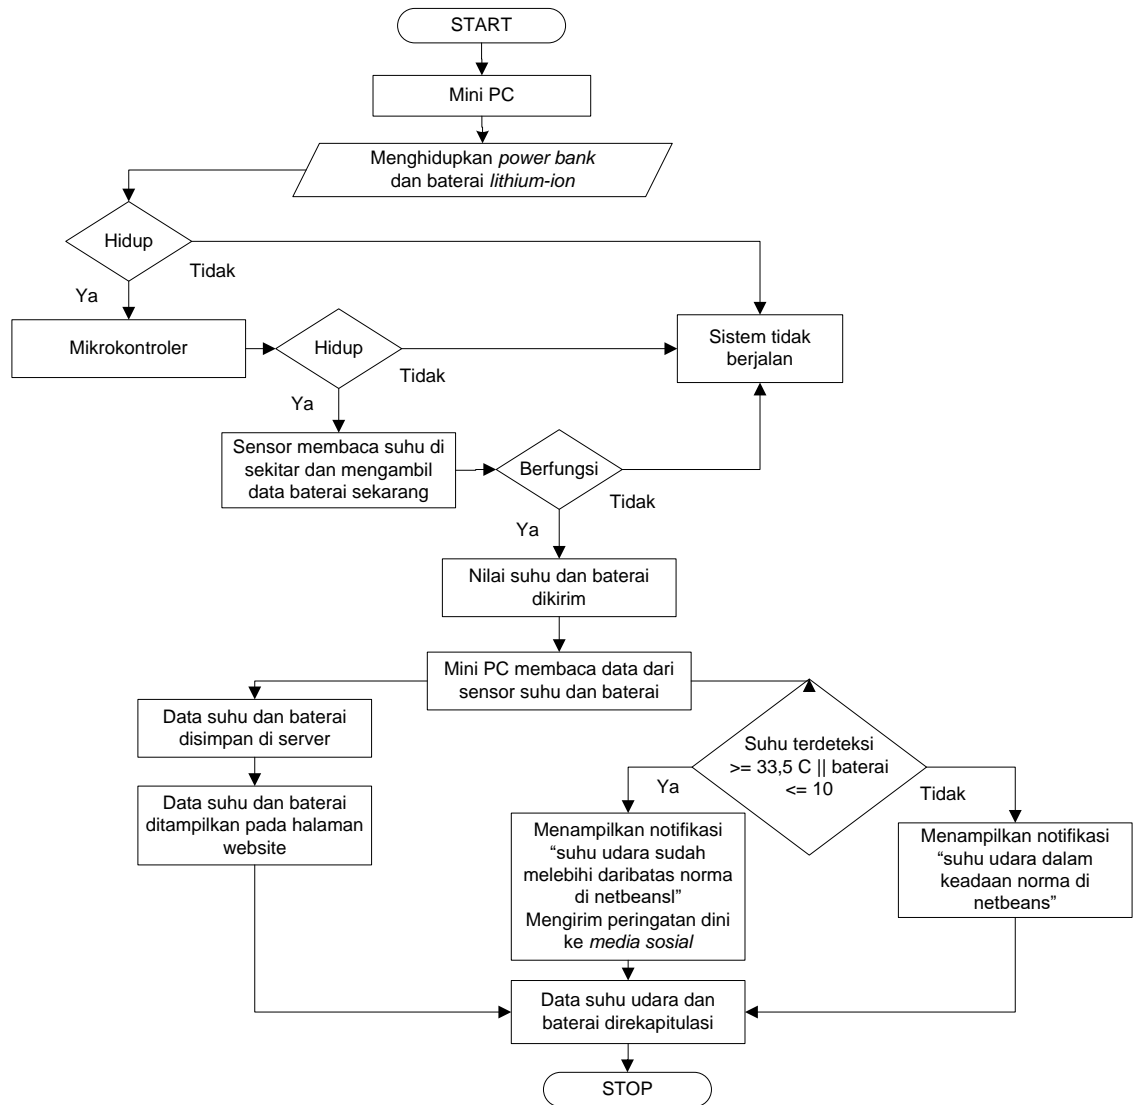 START
Mini PC
Menghidupkan power bank
dan baterai lithium-ion
Hidup
Tidak
Ya
Mikrokontroler
Hidup
Tidak
Ya
Sistem tidak
berjalan
Sensor membaca suhu di
sekitar dan mengambil
data baterai sekarang
Berfungsi
Tidak
Ya
Nilai suhu dan baterai
dikirim
Mini PC membaca data dari
sensor suhu dan baterai
Data suhu dan baterai
disimpan di server
Data suhu dan baterai
ditampilkan pada halaman
website
Suhu terdeteksi
>= 33,5 C || baterai
<= 10
Ya
Tidak
Menampilkan notifikasi
“suhu udara sudah
melebihi daribatas norma
di netbeansl”
Mengirim peringatan dini
ke media sosial
Menampilkan notifikasi
“suhu udara dalam
keadaan norma di
netbeans”
Data suhu udara dan
baterai direkapitulasi
STOP